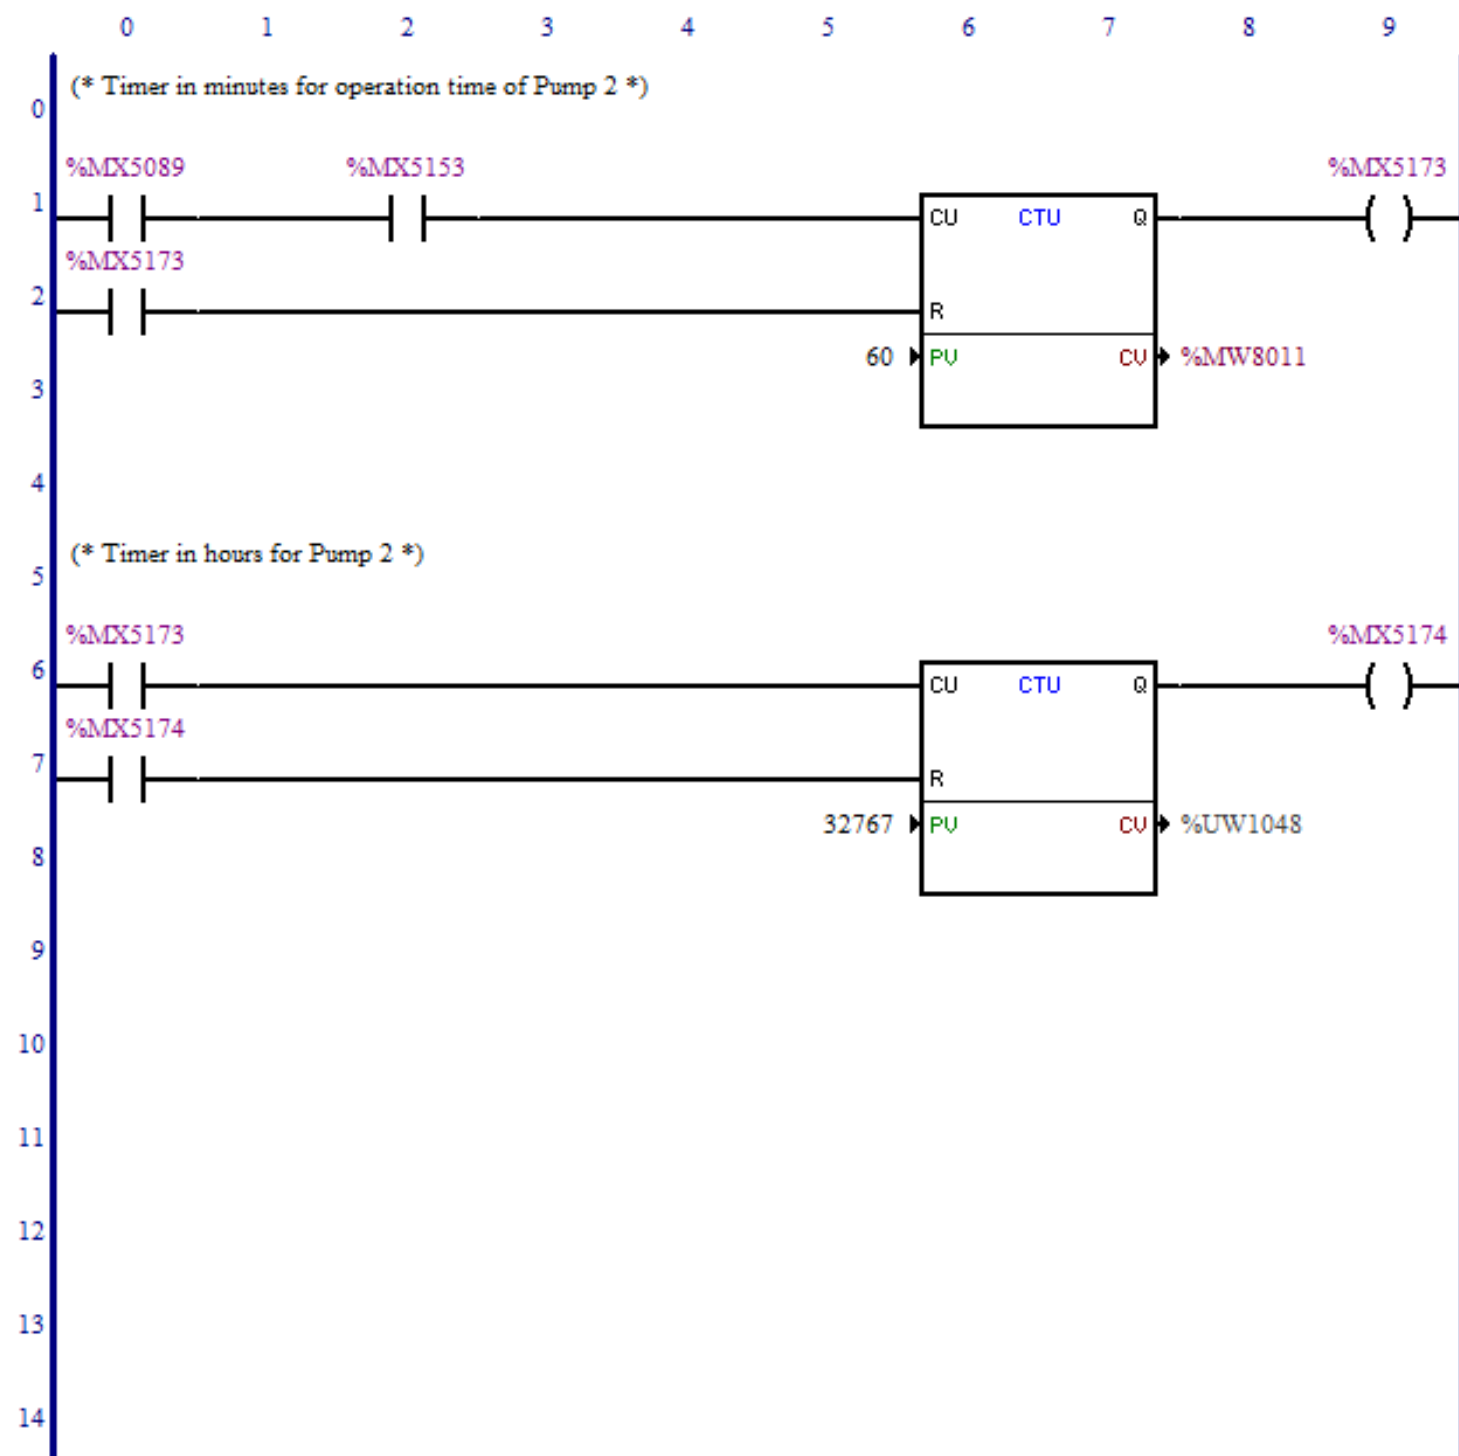 0 1 2 3 4 5 6 7 8 9
(* Timer in minutes for operation time of Pump 2 *)
0
%MX5089 %MX5153 %MX5173
1 CU CTU Q
%MX5173
2 R
60 PV CV %MW8011
3
4
(* Timer in hours for Pump 2 *)
5
%MX5173 %MX5174
6 CU CTU Q
%MX5174
7 R
32767 PV CV %UW1048
8
9
10
11
12
13
14